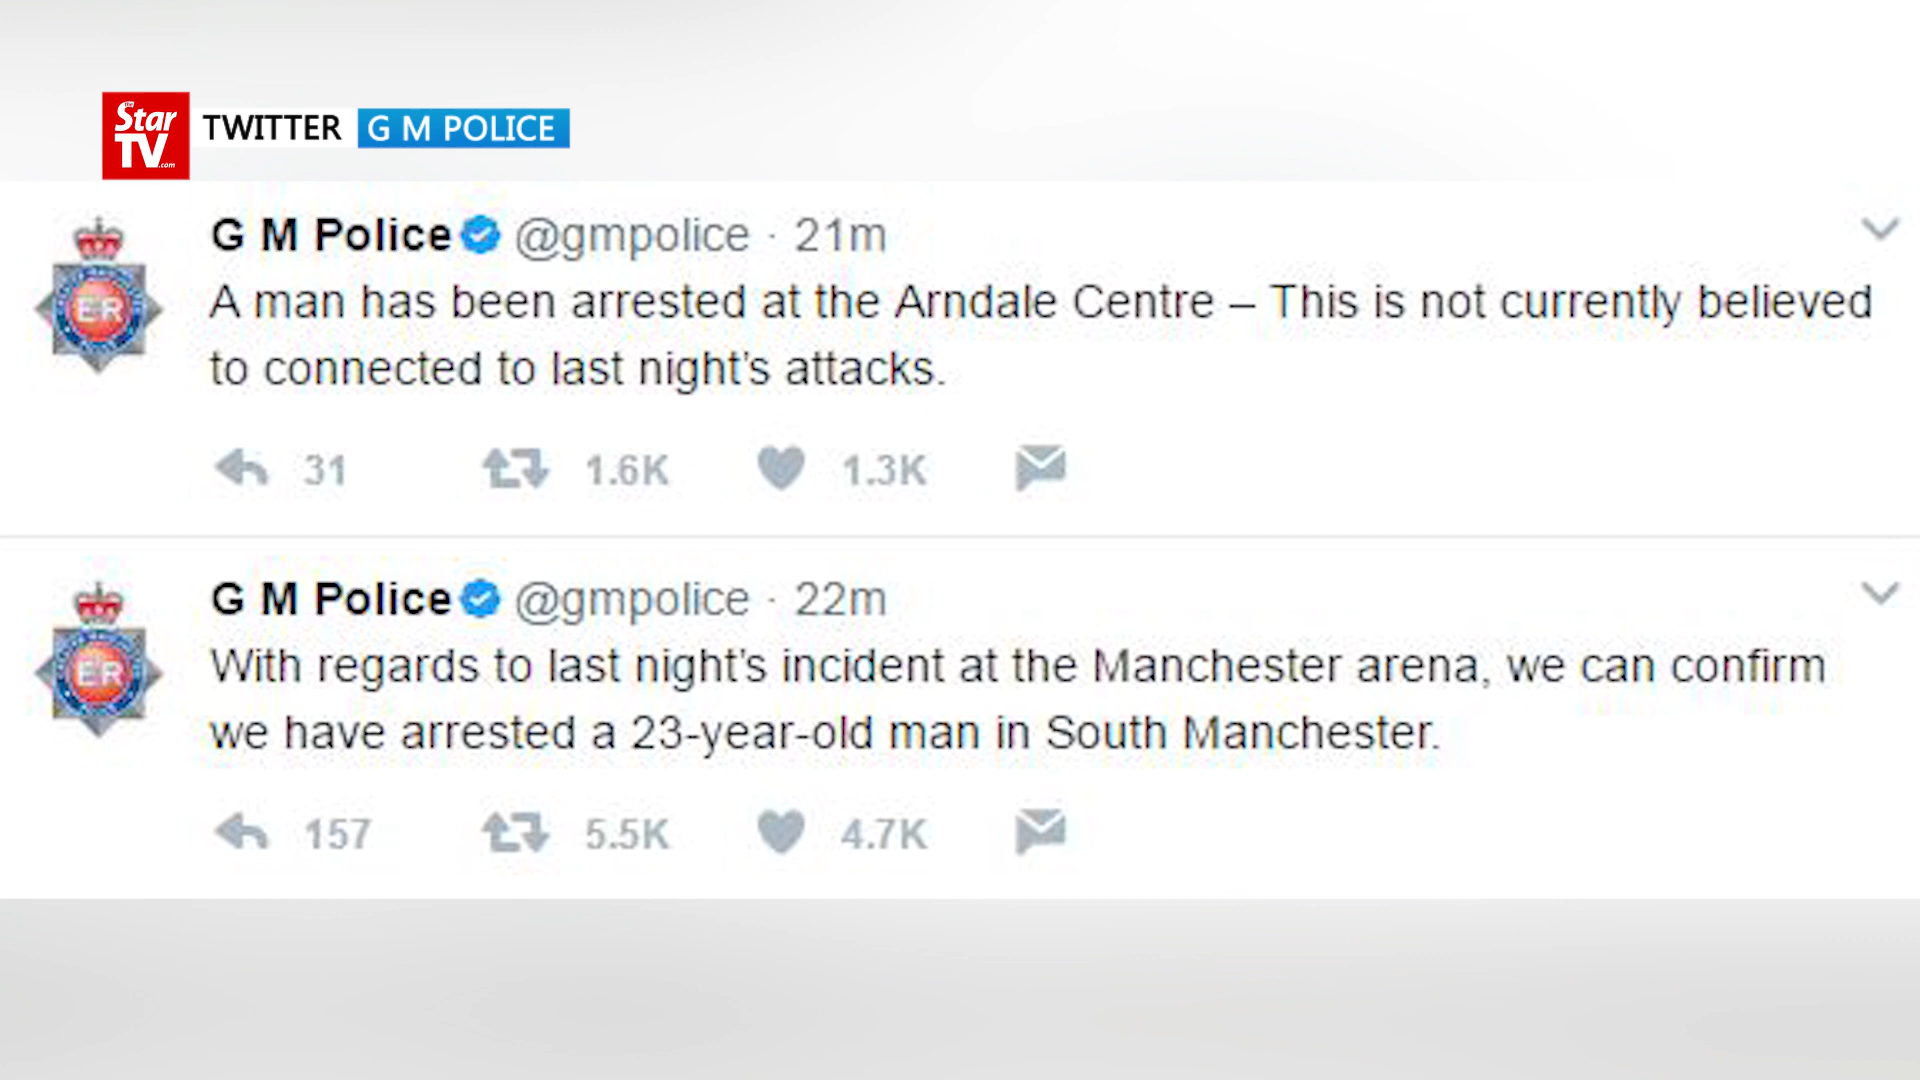 The
Star
TV
.com
TWITTER G M POLICE
G M Police @gmpolice · 21m
A man has been arrested at the Arndale Centre – This is not currently believed
to connected to last night's attacks.
31 1.6K 1.3K
G M Police @gmpolice · 22m
With regards to last night's incident at the Manchester arena, we can confirm
we have arrested a 23-year-old man in South Manchester.
157 5.5K 4.7K
ER
ER